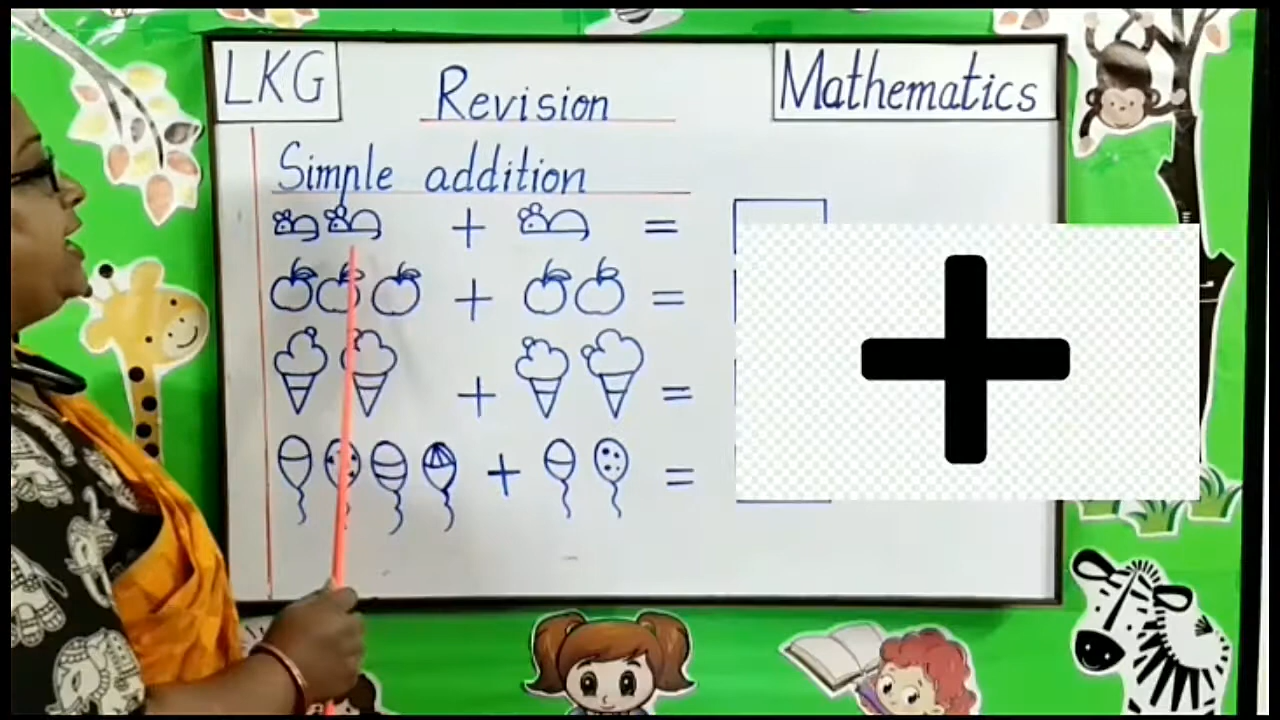 LKG
Revision
Mathematics
Simple addition
+ =
+ =
+ =
+ =